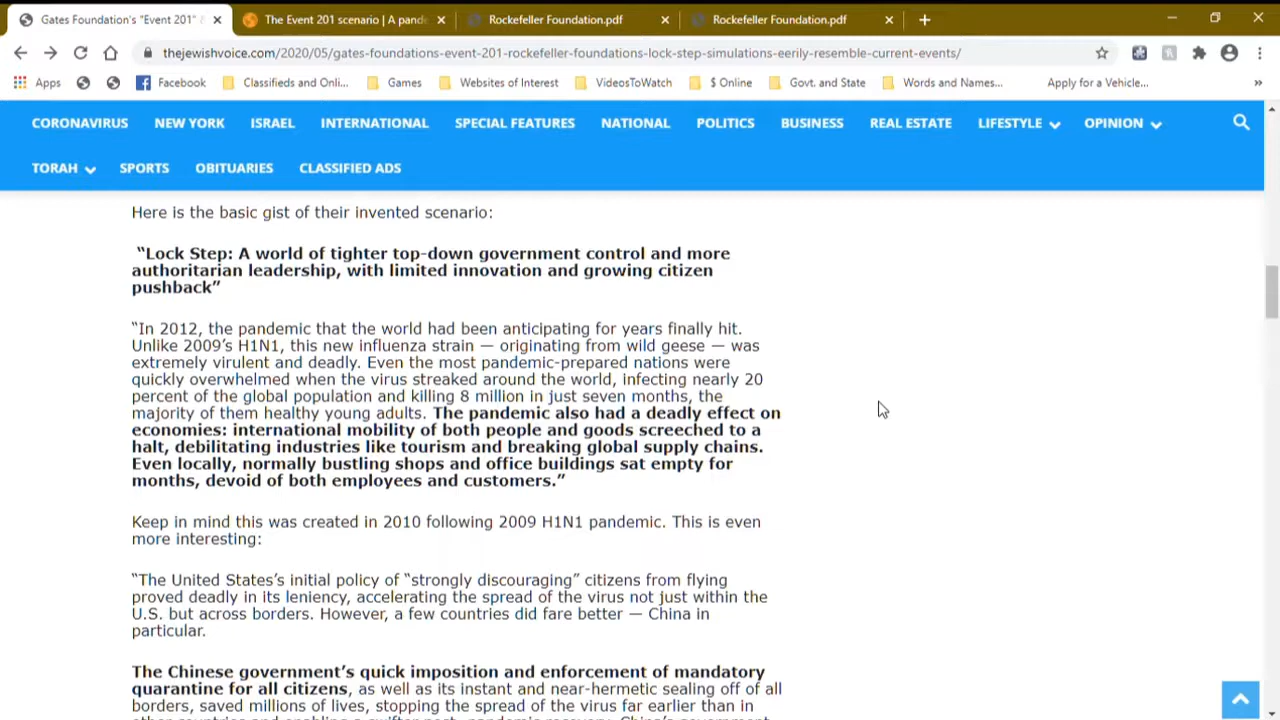 Gates Foundation's "Event 201" &
The Event 201 scenario | A pande
Rockefeller Foundation.pdf
Rockefeller Foundation.pdf
thejewishvoice.com/2020/05/gates-foundations-event-201-rockefeller-foundations-lock-step-simulations-eerily-resemble-current-events/
Apps
Facebook
Classifieds and Onli...
Games
Websites of Interest
VideosToWatch
$ Online
Govt. and State
Words and Names...
Apply for a Vehicle...
»
CORONAVIRUS NEW YORK ISRAEL INTERNATIONAL SPECIAL FEATURES NATIONAL POLITICS BUSINESS REAL ESTATE LIFESTYLE OPINION
TORAH SPORTS OBITUARIES CLASSIFIED ADS
Here is the basic gist of their invented scenario:
“Lock Step: A world of tighter top-down government control and more
authoritarian leadership, with limited innovation and growing citizen
pushback”
“In 2012, the pandemic that the world had been anticipating for years finally hit.
Unlike 2009’s H1N1, this new influenza strain — originating from wild geese — was
extremely virulent and deadly. Even the most pandemic-prepared nations were
quickly overwhelmed when the virus streaked around the world, infecting nearly 20
percent of the global population and killing 8 million in just seven months, the
majority of them healthy young adults. The pandemic also had a deadly effect on
economies: international mobility of both people and goods screeched to a
halt, debilitating industries like tourism and breaking global supply chains.
Even locally, normally bustling shops and office buildings sat empty for
months, devoid of both employees and customers.”
Keep in mind this was created in 2010 following 2009 H1N1 pandemic. This is even
more interesting:
“The United States’s initial policy of “strongly discouraging” citizens from flying
proved deadly in its leniency, accelerating the spread of the virus not just within the
U.S. but across borders. However, a few countries did fare better — China in
particular.
The Chinese government’s quick imposition and enforcement of mandatory
quarantine for all citizens, as well as its instant and near-hermetic sealing off of all
borders, saved millions of lives, stopping the spread of the virus far earlier than in
other countries and enabling a swifter post- pandemic recovery. China’s government